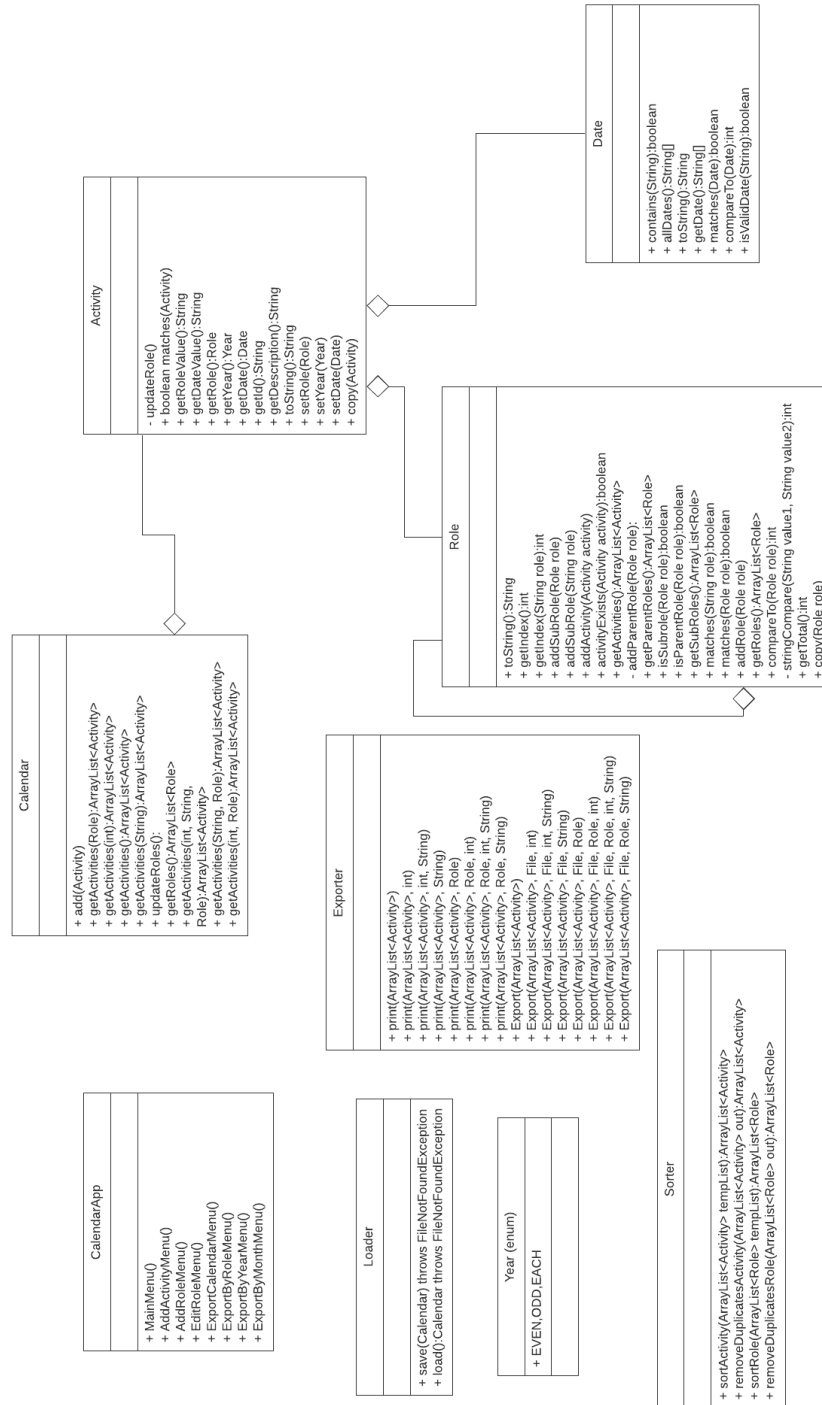 CalendarApp
+ MainMenu()
+ AddActivityMenu()
+ AddRoleMenu()
+ EditRoleMenu()
+ ExportCalendarMenu()
+ ExportByRoleMenu()
+ ExportByYearMenu()
+ ExportByMonthMenu()
Calendar
+ add(Activity)
+ getActivities(Role):ArrayList<Activity>
+ getActivities(int):ArrayList<Activity>
+ getActivities():ArrayList<Activity>
+ getActivities(String):ArrayList<Activity>
+ updateRoles():
+ getRoles():ArrayList<Role>
+ getActivities(int, String,
Role):ArrayList<Activity>
+ getActivities(String, Role):ArrayList<Activity>
+ getActivities(int, Role):ArrayList<Activity>
Activity
- updateRole()
+ boolean matches(Activity)
+ getRoleValue():String
+ getDateValue():String
+ getRole():Role
+ getYear():Year
+ getDate():Date
+ getId():String
+ getDescription():String
+ toString():String
+ setRole(Role)
+ setYear(Year)
+ setDate(Date)
+ copy(Activity)
Loader
+ save(Calendar) throws FileNotFoundException
+ load():Calendar throws FileNotFoundException
Exporter
+ print(ArrayList<Activity>)
+ print(ArrayList<Activity>, int)
+ print(ArrayList<Activity>, int, String)
+ print(ArrayList<Activity>, String)
+ print(ArrayList<Activity>, Role)
+ print(ArrayList<Activity>, Role, int)
+ print(ArrayList<Activity>, Role, int, String)
+ print(ArrayList<Activity>, Role, String)
+ Export(ArrayList<Activity>)
+ Export(ArrayList<Activity>, File, int)
+ Export(ArrayList<Activity>, File, int, String)
+ Export(ArrayList<Activity>, File, String)
+ Export(ArrayList<Activity>, File, Role)
+ Export(ArrayList<Activity>, File, Role, int)
+ Export(ArrayList<Activity>, File, Role, int, String)
+ Export(ArrayList<Activity>, File, Role, String)
Role
+ toString():String
+ getIndex():int
+ getIndex(String role):int
+ addSubRole(Role role)
+ addSubRole(String role)
+ addActivity(Activity activity)
+ activityExists(Activity activity):boolean
+ getActivities():ArrayList<Activity>
- addParentRole(Role role):
+ getParentRoles():ArrayList<Role>
+ isSubrole(Role role):boolean
+ isParentRole(Role role):boolean
+ getSubRoles():ArrayList<Role>
+ matches(String role):boolean
+ matches(Role role):boolean
+ addRole(Role role)
+ getRoles():ArrayList<Role>
+ compareTo(Role role):int
- stringCompare(String value1, String value2):int
+ getTotal():int
+ copy(Role role)
Date
+ contains(String):boolean
+ allDates():String[]
+ toString():String
+ getDate():String[]
+ matches(Date):boolean
+ compareTo(Date):int
+ isValidDate(String):boolean
Year (enum)
+ EVEN,ODD,EACH
Sorter
+ sortActivity(ArrayList<Activity> tempList):ArrayList<Activity>
+ removeDuplicatesActivity(ArrayList<Activity> out):ArrayList<Activity>
+ sortRole(ArrayList<Role> tempList):ArrayList<Role>
+ removeDuplicatesRole(ArrayList<Role> out):ArrayList<Role>